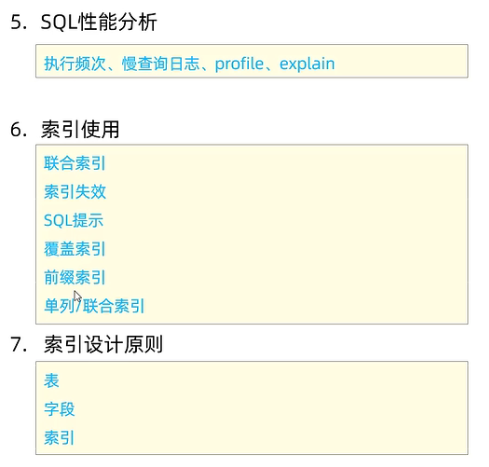 5. SQL性能分析
执行频次、慢查询日志、profile、explain
6. 索引使用
联合索引
索引失效
SQL提示
覆盖索引
前缀索引
单列/联合索引
7. 索引设计原则
表
字段
索引